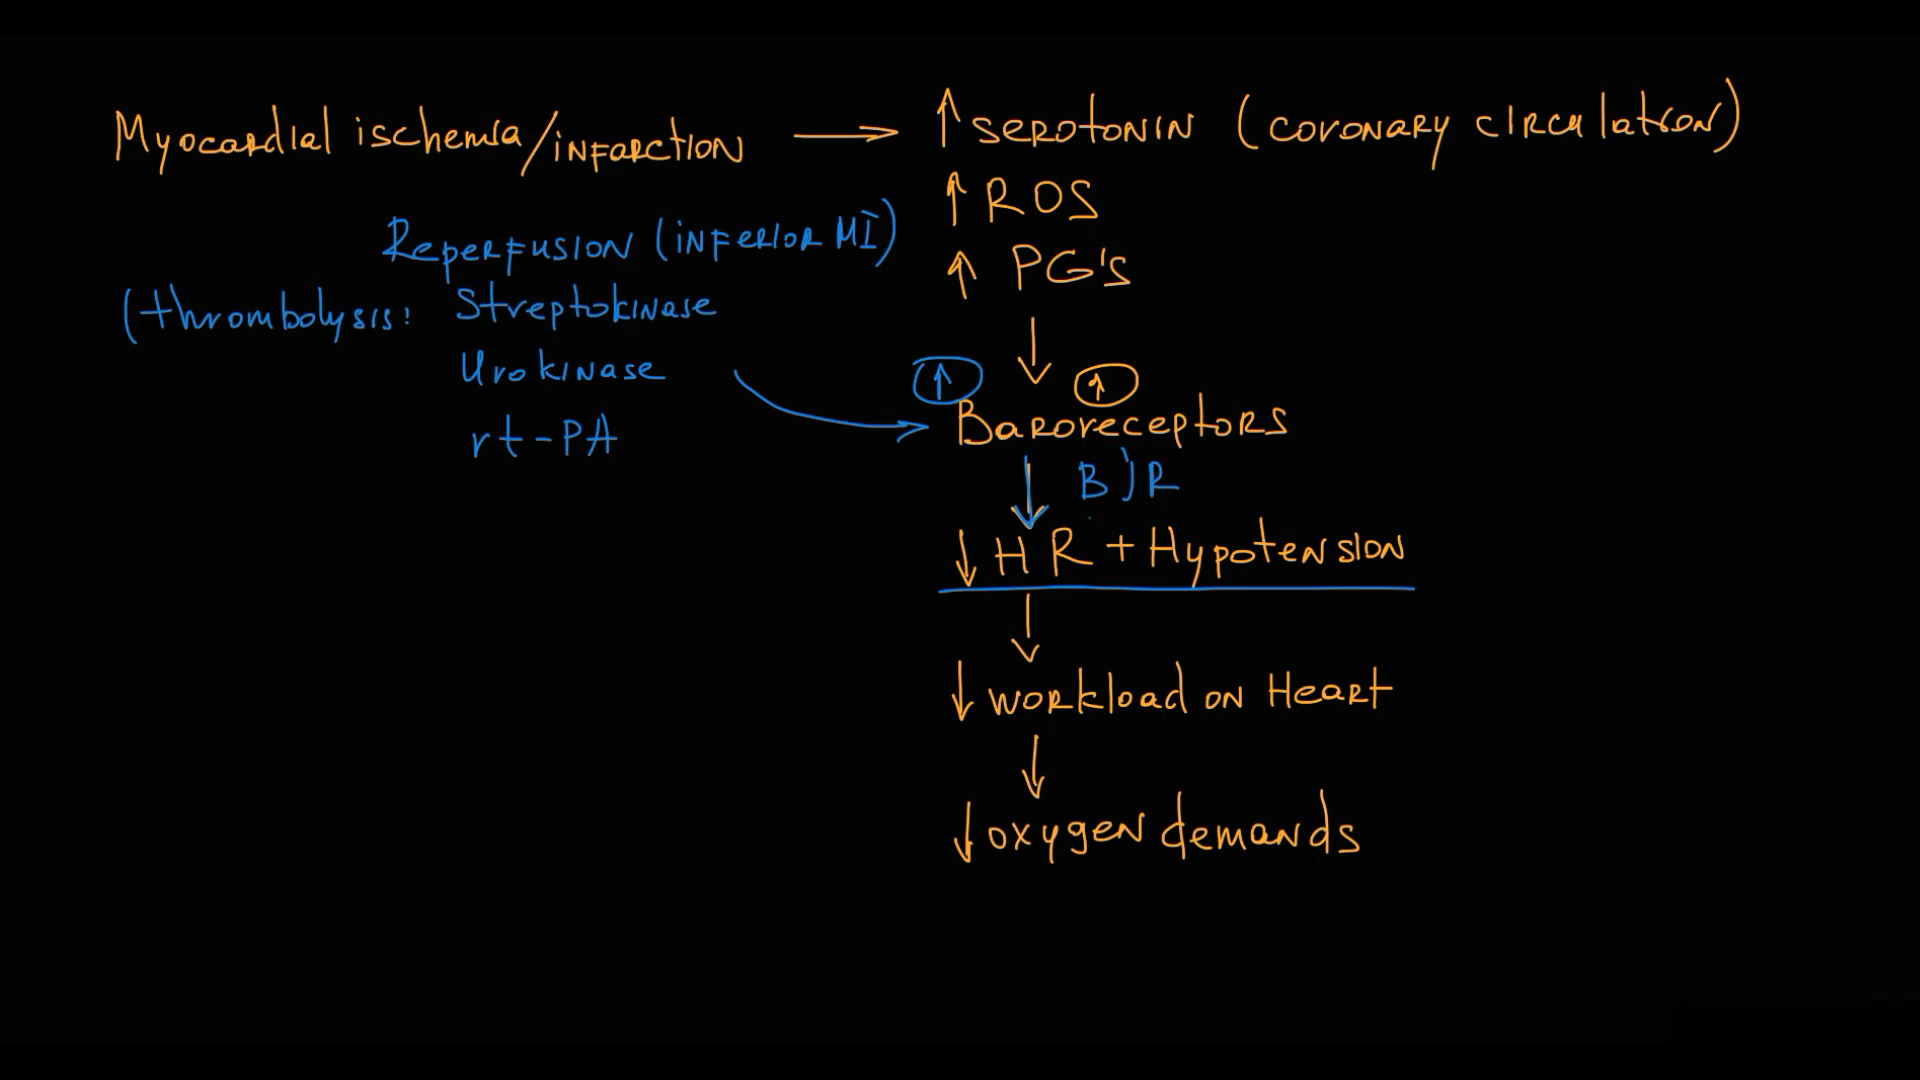 Myocardial ischemia/infarction → ↑ serotonin (coronary circulation)
↑ ROS
Reperfusion (inferior MI)
↑ PG's
(thrombolysis: Streptokinase
Urokinase
↑ ↑
Baroreceptors
rt-PA
BJR
↓ HR + Hypotension
↓ workload on Heart
↓ oxygen demands